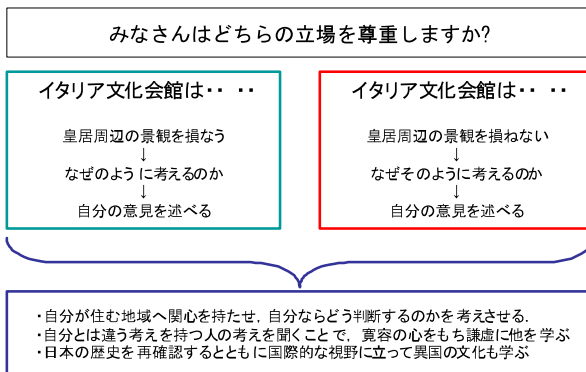 みなさんはどちらの立場を尊重しますか?
イタリア文化会館は‥ ‥
皇居周辺の景観を損なう
↓
なぜのように考えるのか
↓
自分の意見を述べる
イタリア文化会館は‥ ‥
皇居周辺の景観を損ねない
↓
なぜそのように考えるのか
↓
自分の意見を述べる
・自分が住む地域へ関心を持たせ，自分ならどう判断するのかを考えさせる．
・自分とは違う考えを持つ人の考えを聞くことで，寛容の心をもち謙虚に他を学ぶ
・日本の歴史を再確認するとともに国際的な視野に立って異国の文化も学ぶ